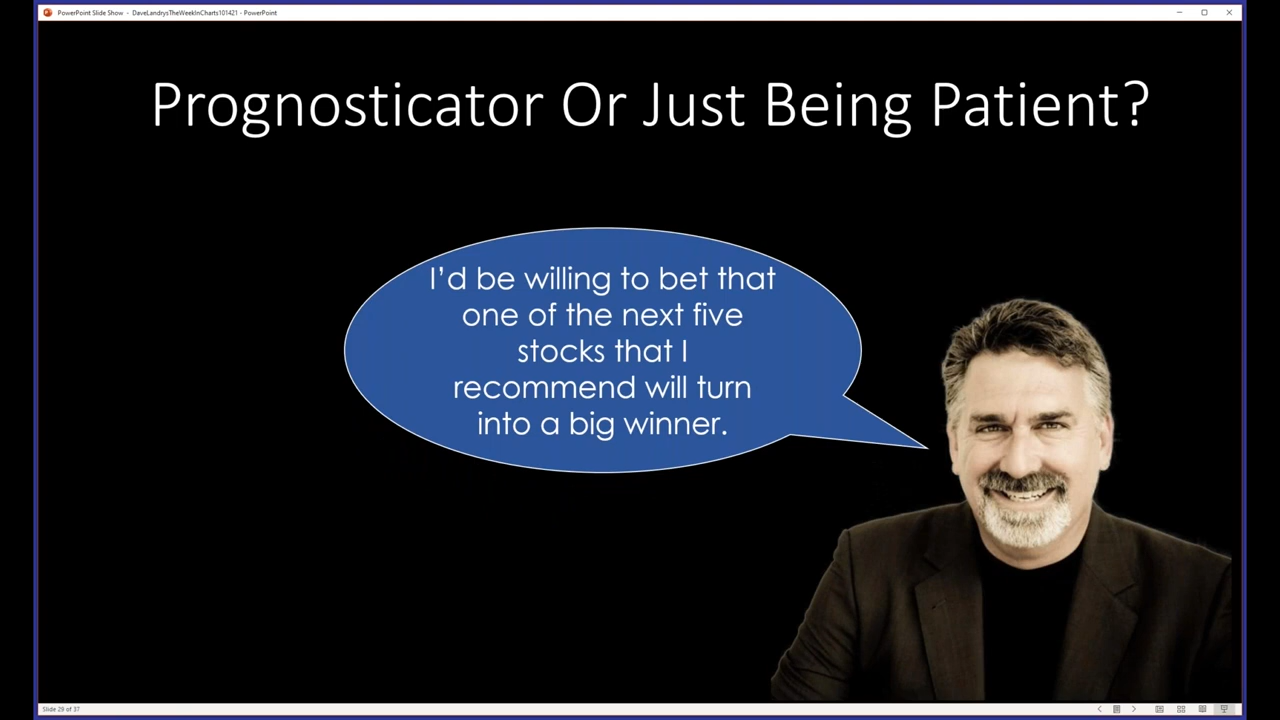 PowerPoint Slide Show - DaveLandrysTheWeekInCharts101421 - PowerPoint
Prognosticator Or Just Being Patient?
I’d be willing to bet that
one of the next five
stocks that I
recommend will turn
into a big winner.
Slide 29 of 37